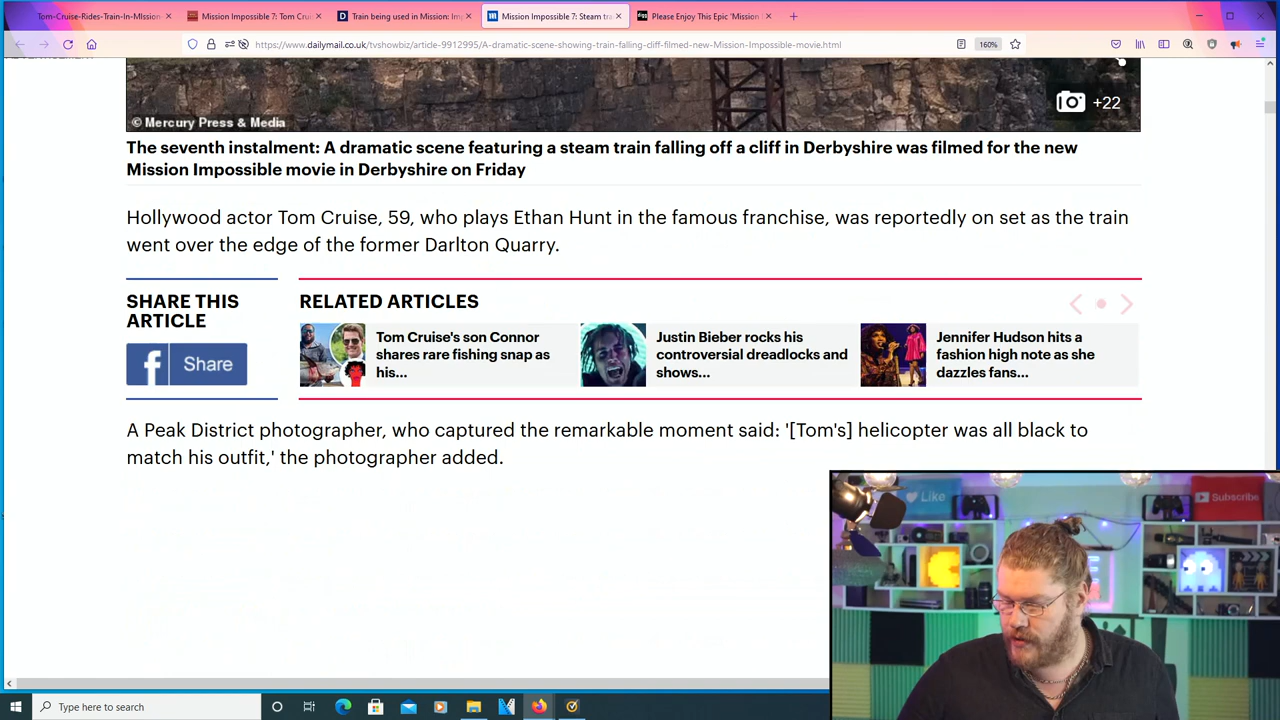 Tom-Cruise-Rides-Train-In-MIssion
Mission Impossible 7: Tom Cru
Train being used in Mission: Im
Mission Impossible 7: Steam tra
Please Enjoy This Epic 'Mission
https://www.dailymail.co.uk/tvshowbiz/article-9912995/A-dramatic-scene-showing-train-falling-cliff-filmed-new-Mission-Impossible-movie.html
160%
+22
© Mercury Press & Media
The seventh instalment: A dramatic scene featuring a steam train falling off a cliff in Derbyshire was filmed for the new
Mission Impossible movie in Derbyshire on Friday
Hollywood actor Tom Cruise, 59, who plays Ethan Hunt in the famous franchise, was reportedly on set as the train
went over the edge of the former Darlton Quarry.
SHARE THIS
ARTICLE
Share
RELATED ARTICLES
Tom Cruise's son Connor
shares rare fishing snap as
his...
Justin Bieber rocks his
controversial dreadlocks and
shows...
Jennifer Hudson hits a
fashion high note as she
dazzles fans...
A Peak District photographer, who captured the remarkable moment said: '[Tom's] helicopter was all black to
match his outfit,' the photographer added.
Like
Subscribe
Type here to search